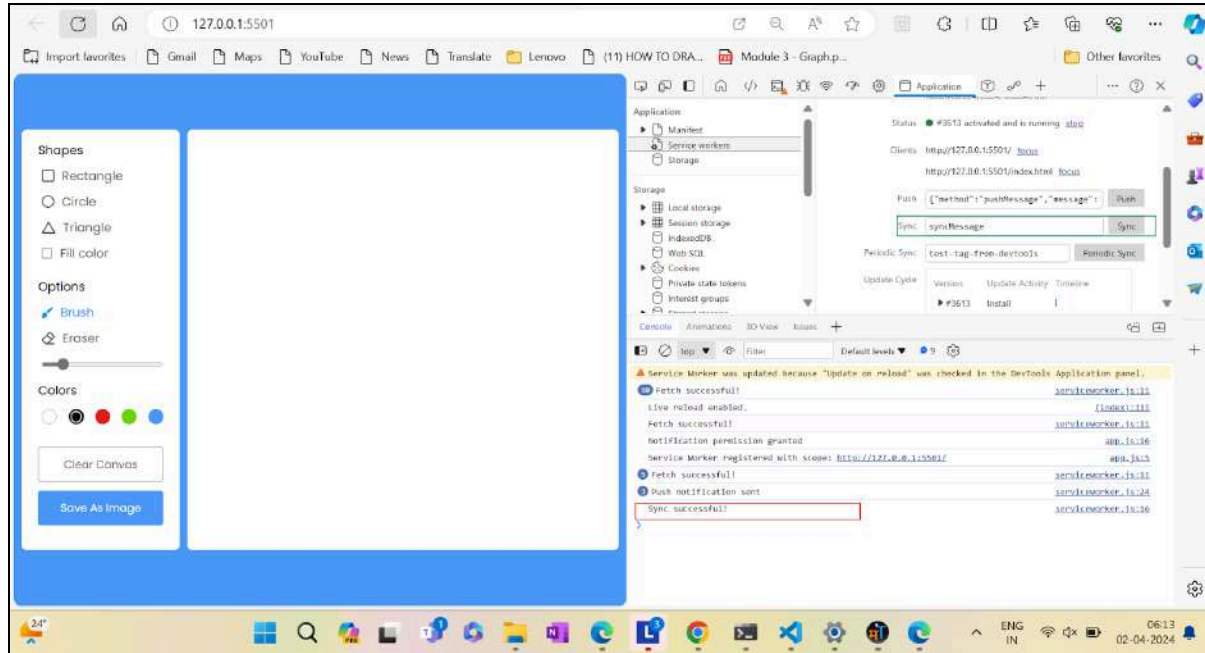 127.0.0.1:5501
Import favorites Gmail Maps YouTube News Translate Lenovo (11) HOW TO DRA... Module 3 - Graph.p... Other favorites
Application
Application
Manifest
Service workers
Storage
Storage
Local storage
Session storage
IndexedDB
Web SQL
Cookies
Private state tokens
Interest groups
Status #3613 activated and is running stop
Clients http://127.0.0.1:5501/ focus
http://127.0.0.1:5501/index.html focus
Push {"method":"pushMessage","message": Push
Sync syncMessage Sync
Periodic Sync test-tag-from-devtools Periodic Sync
Update Cycle Version Update Activity Timeline
#3613 Install
Shapes
Rectangle
Circle
Triangle
Fill color
Options
Brush
Eraser
Colors
Clear Canvas
Save As Image
Console Animations 3D View Issues
top Filter Default levels 9
Service Worker was updated because "Update on reload" was checked in the DevTools Application panel.
Fetch successful! serviceworker.js:11
Live reload enabled. (index):111
Fetch successful! serviceworker.js:11
Notification permission granted app.js:16
Service Worker registered with scope: http://127.0.0.1:5501/ app.js:5
Fetch successful! serviceworker.js:11
3 Push notification sent serviceworker.js:24
Sync successful! serviceworker.js:16
24°
ENG
IN
06:13
02-04-2024